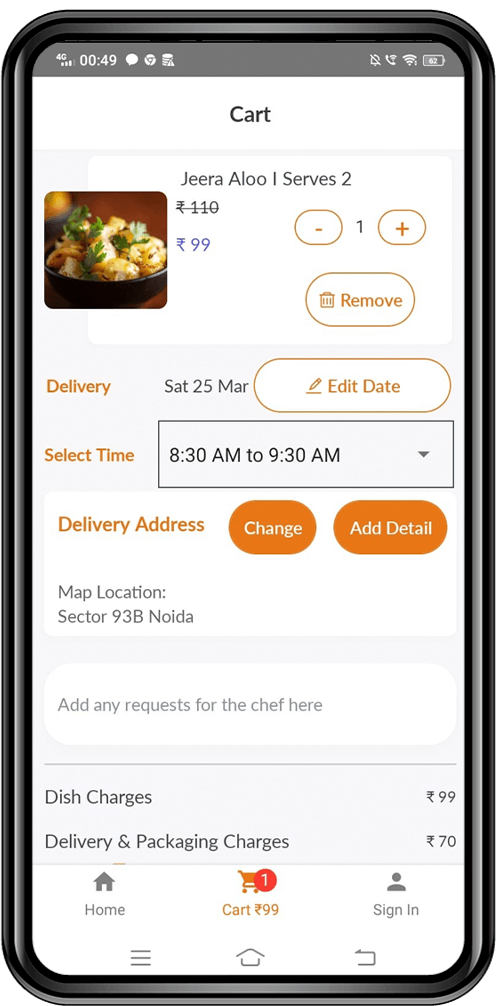 4G 00:49 62
Cart
Jeera Aloo I Serves 2
₹ 110
₹ 99
- 1 +
Remove
Delivery Sat 25 Mar Edit Date
Select Time 8:30 AM to 9:30 AM
Delivery Address Change Add Detail
Map Location:
Sector 93B Noida
Add any requests for the chef here
Dish Charges ₹ 99
Delivery & Packaging Charges ₹ 70
1
Home Cart ₹99 Sign In